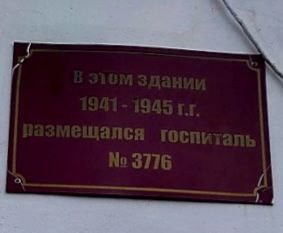 В этом здании
1941 - 1945 г.г.
размещался госпиталь
№ 3776